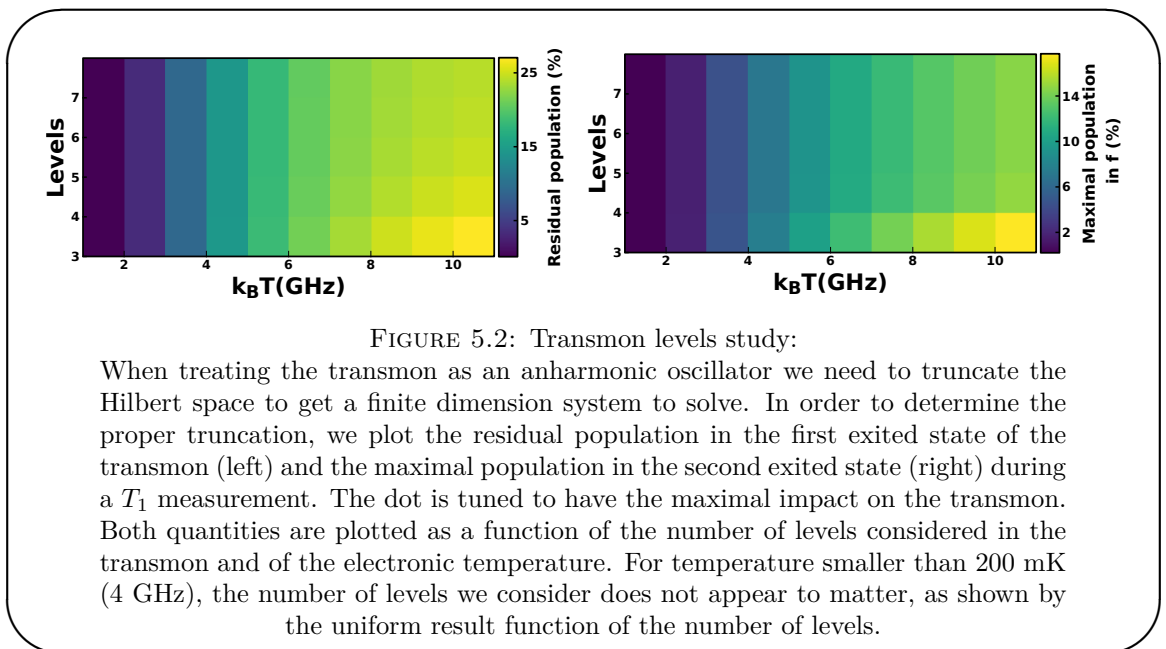 7
6
5
4
3
Levels
2
4
6
8
10
k_BT(GHz)
25
15
5
Residual population (%)
7
6
5
4
3
Levels
2
4
6
8
10
k_BT(GHz)
14
10
6
2
Maximal population
in f (%)
FIGURE 5.2: Transmon levels study:
When treating the transmon as an anharmonic oscillator we need to truncate the
Hilbert space to get a finite dimension system to solve. In order to determine the
proper truncation, we plot the residual population in the first exited state of the
transmon (left) and the maximal population in the second exited state (right) during
a T_1 measurement. The dot is tuned to have the maximal impact on the transmon.
Both quantities are plotted as a function of the number of levels considered in the
transmon and of the electronic temperature. For temperature smaller than 200 mK
(4 GHz), the number of levels we consider does not appear to matter, as shown by
the uniform result function of the number of levels.